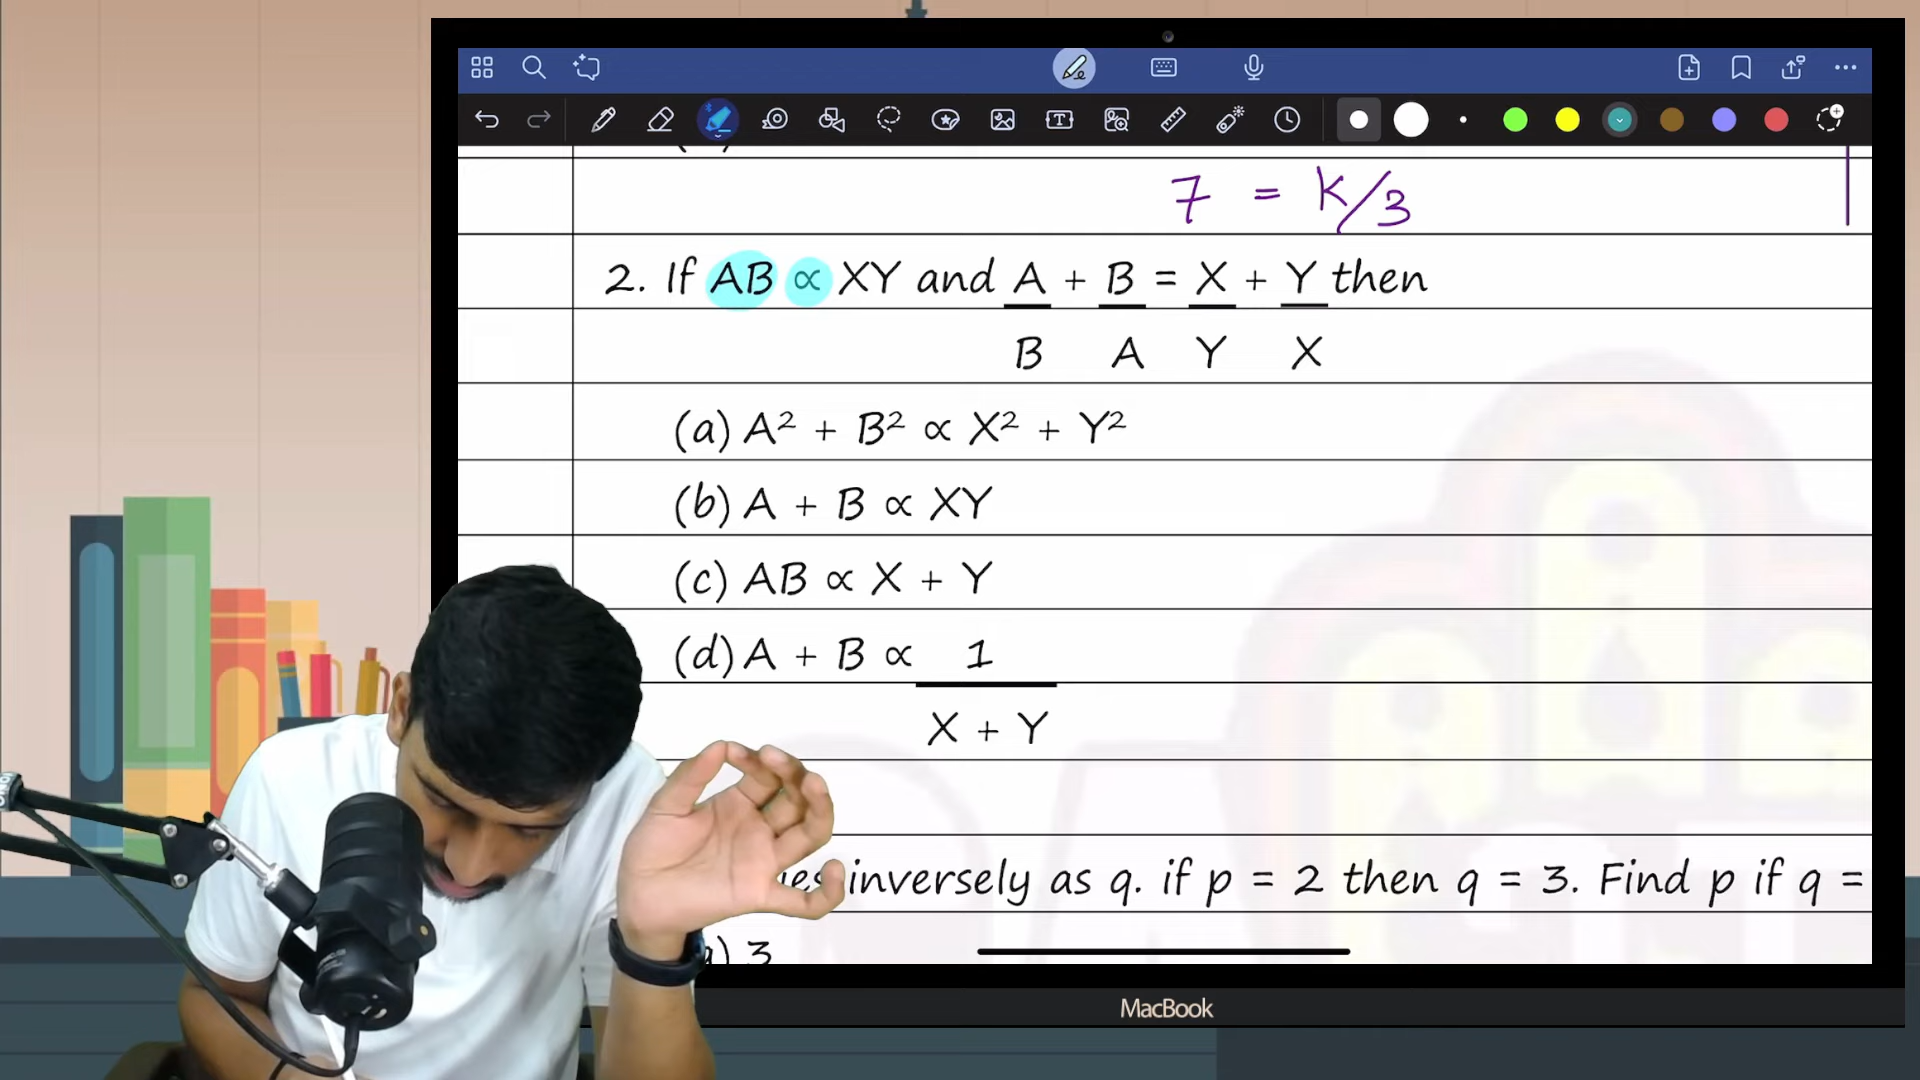 7 = k/3
2. If AB ∝ XY and A + B = X + Y then
B A Y X
(a) A² + B² ∝ X² + Y²
(b) A + B ∝ XY
(c) AB ∝ X + Y
(d) A + B ∝ 1
X + Y
inversely as q. if p = 2 then q = 3. Find p if q =
3
MacBook